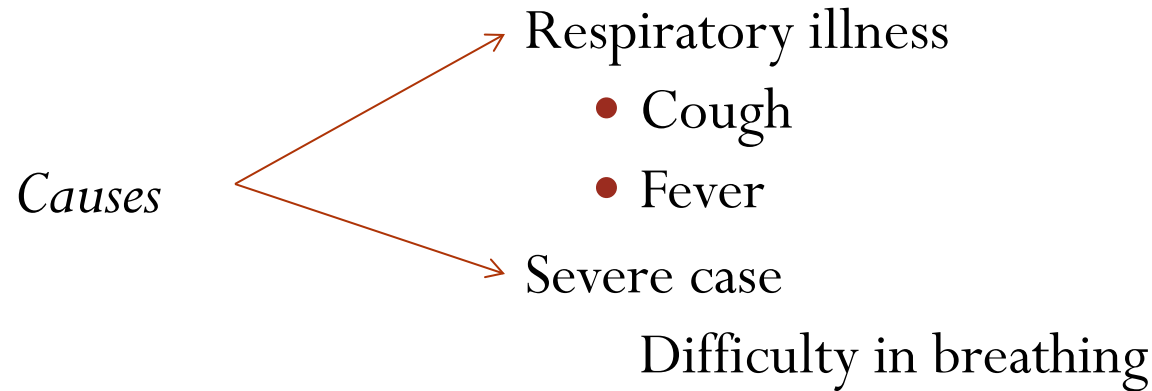 Respiratory illness
• Cough
• Fever
Causes
Severe case
Difficulty in breathing